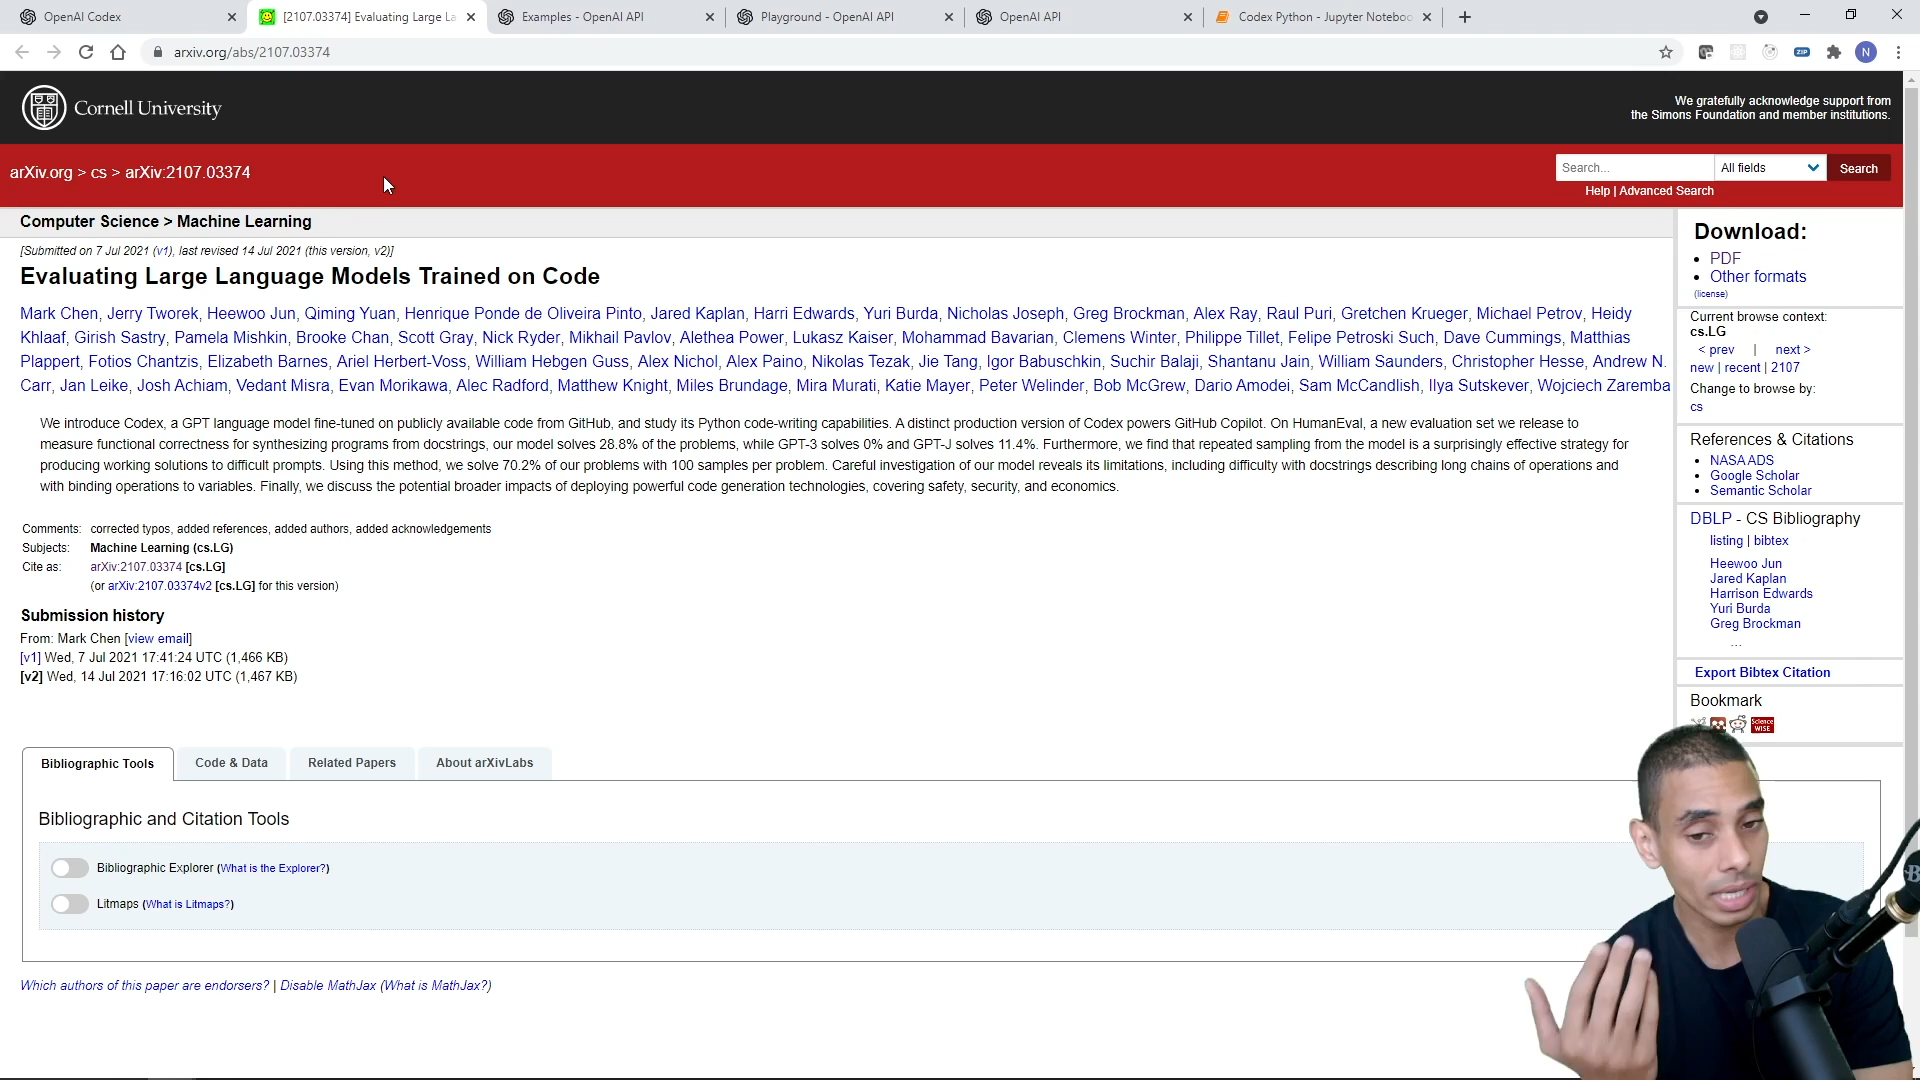 OpenAI Codex
[2107.03374] Evaluating Large La
Examples - OpenAI API
Playground - OpenAI API
OpenAI API
Codex Python - Jupyter Noteboo
arxiv.org/abs/2107.03374
ZIP
N
Cornell University
We gratefully acknowledge support from
the Simons Foundation and member institutions.
arXiv.org > cs > arXiv:2107.03374
Search...
All fields
Search
Help | Advanced Search
Computer Science > Machine Learning
[Submitted on 7 Jul 2021 (v1), last revised 14 Jul 2021 (this version, v2)]
Evaluating Large Language Models Trained on Code
Mark Chen, Jerry Tworek, Heewoo Jun, Qiming Yuan, Henrique Ponde de Oliveira Pinto, Jared Kaplan, Harri Edwards, Yuri Burda, Nicholas Joseph, Greg Brockman, Alex Ray, Raul Puri, Gretchen Krueger, Michael Petrov, Heidy
Khlaaf, Girish Sastry, Pamela Mishkin, Brooke Chan, Scott Gray, Nick Ryder, Mikhail Pavlov, Alethea Power, Lukasz Kaiser, Mohammad Bavarian, Clemens Winter, Philippe Tillet, Felipe Petroski Such, Dave Cummings, Matthias
Plappert, Fotios Chantzis, Elizabeth Barnes, Ariel Herbert-Voss, William Hebgen Guss, Alex Nichol, Alex Paino, Nikolas Tezak, Jie Tang, Igor Babuschkin, Suchir Balaji, Shantanu Jain, William Saunders, Christopher Hesse, Andrew N.
Carr, Jan Leike, Josh Achiam, Vedant Misra, Evan Morikawa, Alec Radford, Matthew Knight, Miles Brundage, Mira Murati, Katie Mayer, Peter Welinder, Bob McGrew, Dario Amodei, Sam McCandlish, Ilya Sutskever, Wojciech Zaremba
We introduce Codex, a GPT language model fine-tuned on publicly available code from GitHub, and study its Python code-writing capabilities. A distinct production version of Codex powers GitHub Copilot. On HumanEval, a new evaluation set we release to
measure functional correctness for synthesizing programs from docstrings, our model solves 28.8% of the problems, while GPT-3 solves 0% and GPT-J solves 11.4%. Furthermore, we find that repeated sampling from the model is a surprisingly effective strategy for
producing working solutions to difficult prompts. Using this method, we solve 70.2% of our problems with 100 samples per problem. Careful investigation of our model reveals its limitations, including difficulty with docstrings describing long chains of operations and
with binding operations to variables. Finally, we discuss the potential broader impacts of deploying powerful code generation technologies, covering safety, security, and economics.
Comments: corrected typos, added references, added authors, added acknowledgements
Subjects: Machine Learning (cs.LG)
Cite as: arXiv:2107.03374 [cs.LG]
(or arXiv:2107.03374v2 [cs.LG] for this version)
Submission history
From: Mark Chen [view email]
[v1] Wed, 7 Jul 2021 17:41:24 UTC (1,466 KB)
[v2] Wed, 14 Jul 2021 17:16:02 UTC (1,467 KB)
Download:
PDF
Other formats
(license)
Current browse context:
cs.LG
< prev | next >
new | recent | 2107
Change to browse by:
cs
References & Citations
NASA ADS
Google Scholar
Semantic Scholar
DBLP - CS Bibliography
listing | bibtex
Heewoo Jun
Jared Kaplan
Harrison Edwards
Yuri Burda
Greg Brockman
...
Export Bibtex Citation
Bookmark
Science
WISE
Bibliographic Tools
Code & Data
Related Papers
About arXivLabs
Bibliographic and Citation Tools
Bibliographic Explorer (What is the Explorer?)
Litmaps (What is Litmaps?)
Which authors of this paper are endorsers? | Disable MathJax (What is MathJax?)